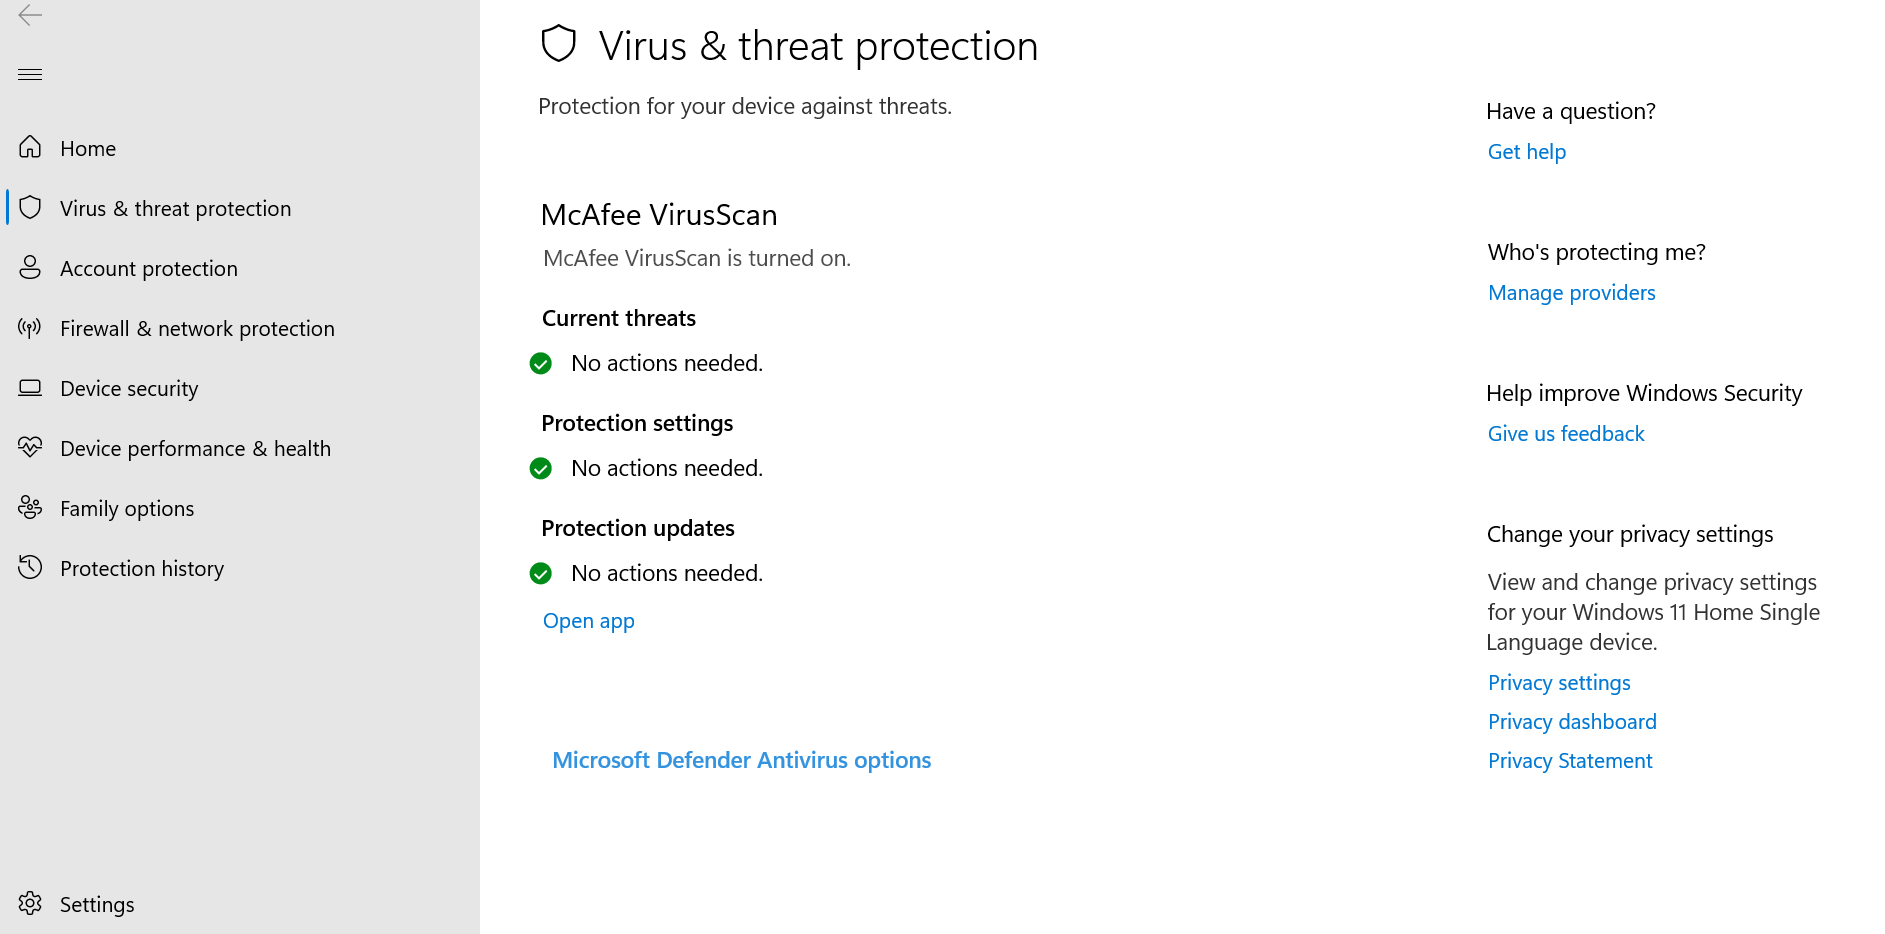 Home
Virus & threat protection
Account protection
Firewall & network protection
Device security
Device performance & health
Family options
Protection history
Settings
Virus & threat protection
Protection for your device against threats.
McAfee VirusScan
McAfee VirusScan is turned on.
Current threats
No actions needed.
Protection settings
No actions needed.
Protection updates
No actions needed.
Open app
Microsoft Defender Antivirus options
Have a question?
Get help
Who's protecting me?
Manage providers
Help improve Windows Security
Give us feedback
Change your privacy settings
View and change privacy settings
for your Windows 11 Home Single
Language device.
Privacy settings
Privacy dashboard
Privacy Statement